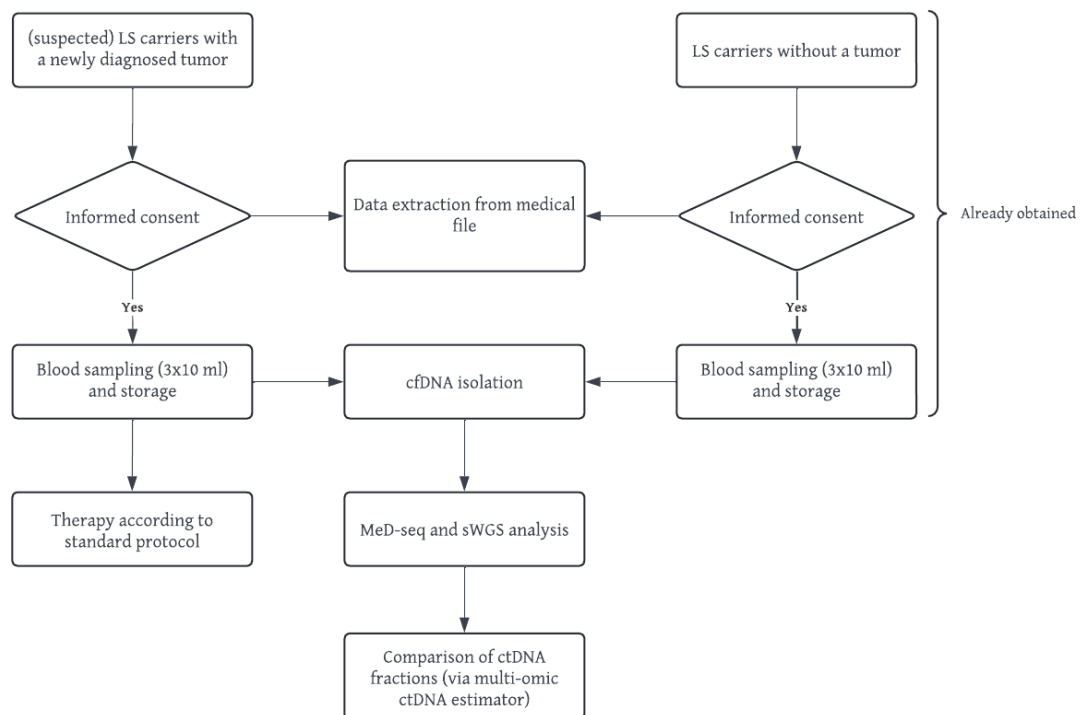 (suspected) LS carriers with
a newly diagnosed tumor
LS carriers without a tumor
Informed consent
Data extraction from medical
file
Informed consent
Already obtained
Yes
Yes
Blood sampling (3x10 ml)
and storage
cfDNA isolation
Blood sampling (3x10 ml)
and storage
Therapy according to
standard protocol
MeD-seq and sWGS analysis
Comparison of ctDNA
fractions (via multi-omic
ctDNA estimator)